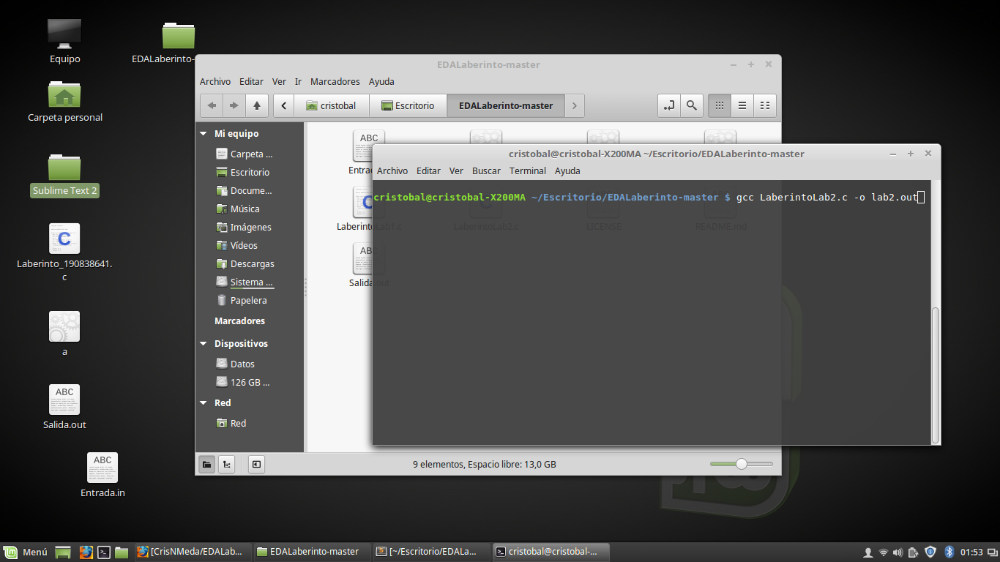 Equipo
EDALaberinto-
Carpeta personal
Sublime Text 2
Laberinto_190838641.
c
a
ABC
Salida.out
ABC
Entrada.in
EDALaberinto-master
Archivo Editar Ver Ir Marcadores Ayuda
cristobal Escritorio EDALaberinto-master
Mi equipo
Carpeta ...
Escritorio
Docume...
Música
Imágenes
Vídeos
Descargas
Sistema ...
Papelera
Marcadores
Dispositivos
Datos
126 GB ...
Red
Red
ABC
Entra
LaberintoLab1.c
LaberintoLab2.c
LICENSE
README.md
ABC
Salida.out
9 elementos, Espacio libre: 13,0 GB
cristobal@cristobal-X200MA ~/Escritorio/EDALaberinto-master
Archivo Editar Ver Buscar Terminal Ayuda
cristobal@cristobal-X200MA ~/Escritorio/EDALaberinto-master $ gcc LaberintoLab2.c -o lab2.out
Menú [CrisNMeda/EDALab... EDALaberinto-master [~/Escritorio/EDALa... cristobal@cristobal-... 01:53